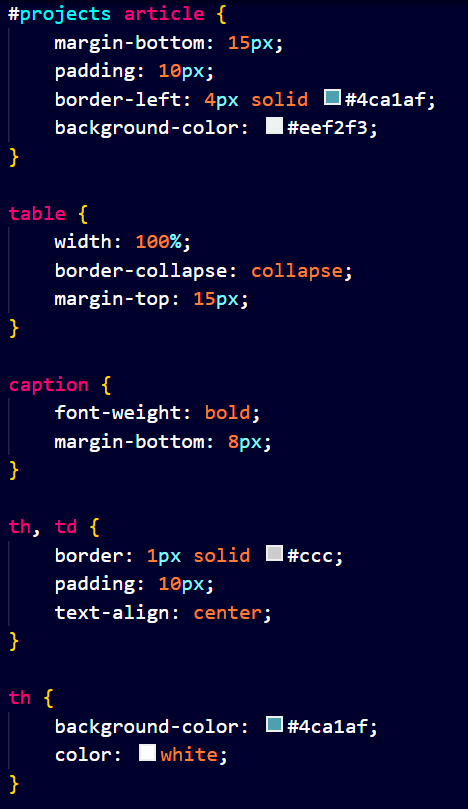 #projects article {
    margin-bottom: 15px;
    padding: 10px;
    border-left: 4px solid #4ca1af;
    background-color: #eef2f3;
}

table {
    width: 100%;
    border-collapse: collapse;
    margin-top: 15px;
}

caption {
    font-weight: bold;
    margin-bottom: 8px;
}

th, td {
    border: 1px solid #ccc;
    padding: 10px;
    text-align: center;
}

th {
    background-color: #4ca1af;
    color: white;
}